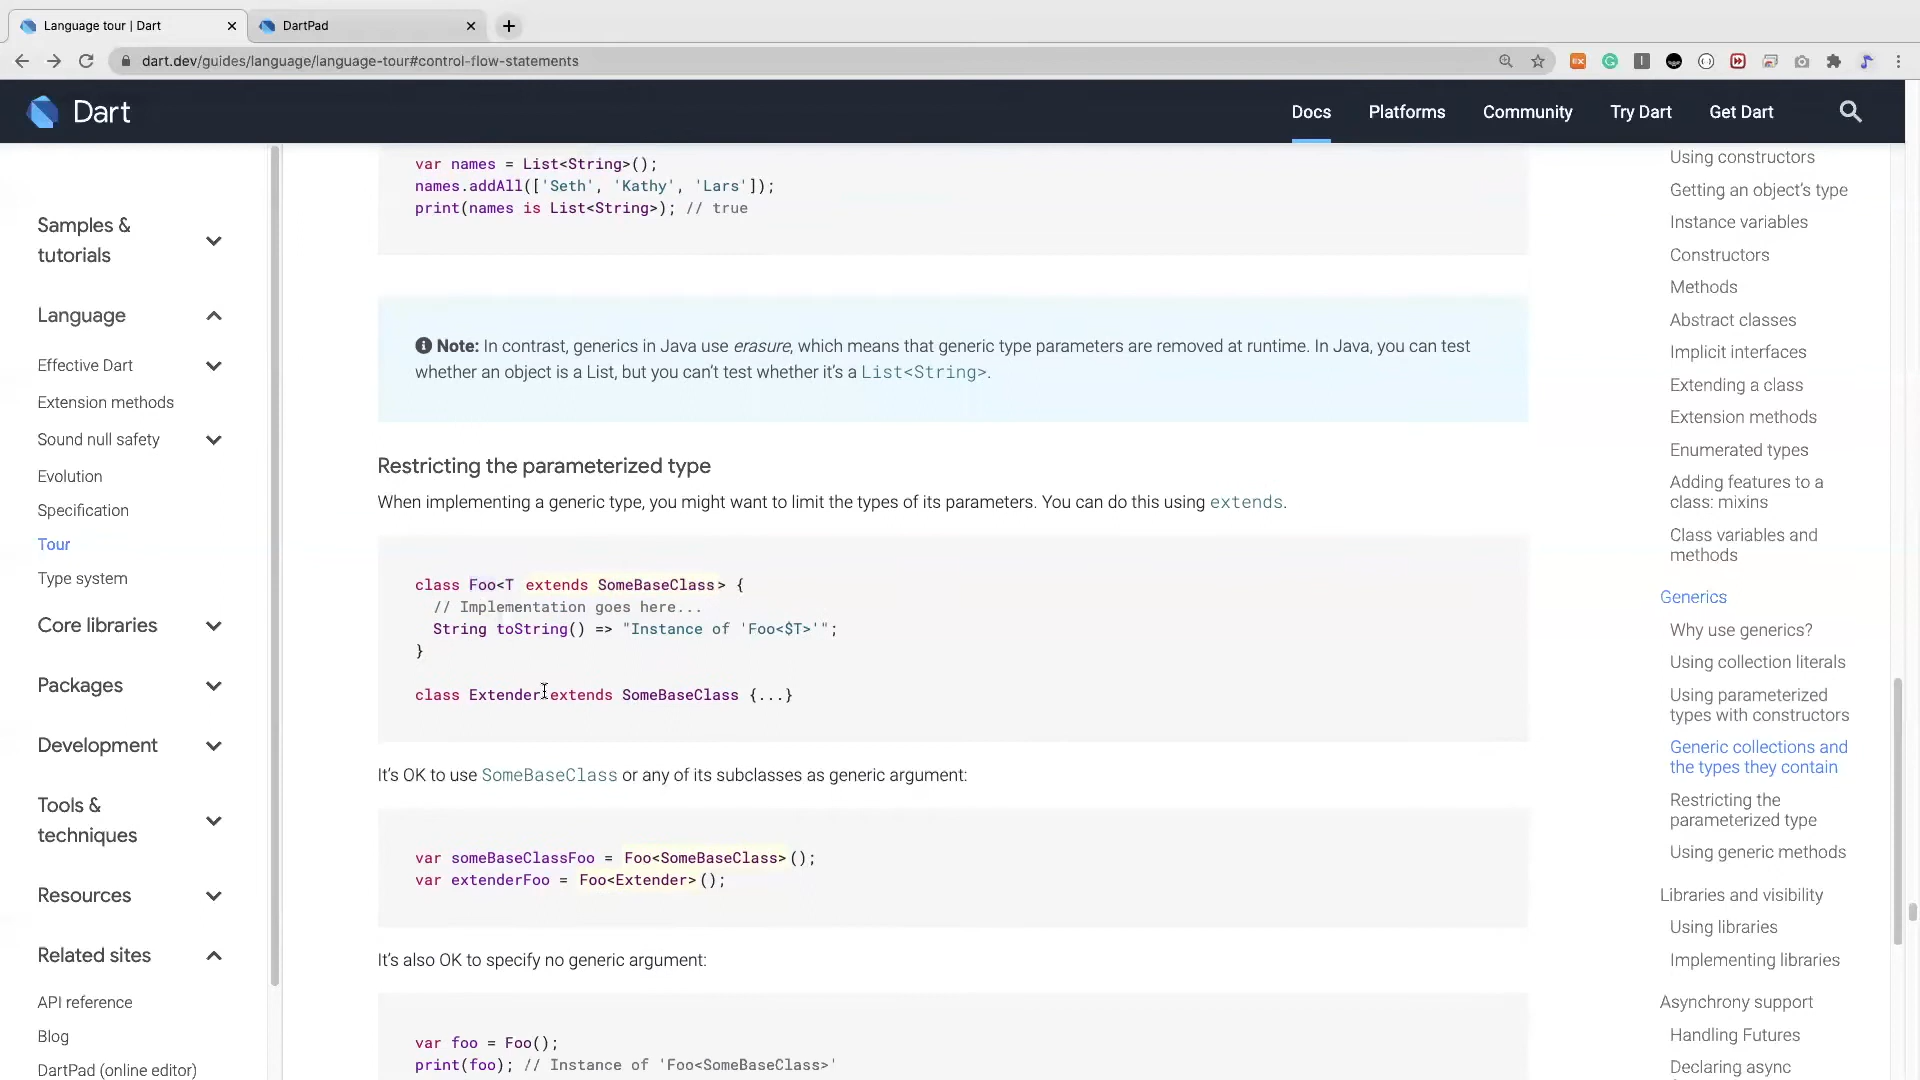 Language tour | Dart
DartPad
dart.dev/guides/language/language-tour#control-flow-statements
Dart
Docs
Platforms
Community
Try Dart
Get Dart
Samples &
tutorials
Language
Effective Dart
Extension methods
Sound null safety
Evolution
Specification
Tour
Type system
Core libraries
Packages
Development
Tools &
techniques
Resources
Related sites
API reference
Blog
DartPad (online editor)
var names = List<String>();
names.addAll(['Seth', 'Kathy', 'Lars']);
print(names is List<String>); // true
Note: In contrast, generics in Java use erasure, which means that generic type parameters are removed at runtime. In Java, you can test
whether an object is a List, but you can’t test whether it’s a List<String>.
Restricting the parameterized type
When implementing a generic type, you might want to limit the types of its parameters. You can do this using extends.
class Foo<T extends SomeBaseClass> {
// Implementation goes here...
String toString() => "Instance of 'Foo<$T>'";
}
class Extender extends SomeBaseClass {...}
It’s OK to use SomeBaseClass or any of its subclasses as generic argument:
var someBaseClassFoo = Foo<SomeBaseClass>();
var extenderFoo = Foo<Extender>();
It’s also OK to specify no generic argument:
var foo = Foo();
print(foo); // Instance of 'Foo<SomeBaseClass>'
Using constructors
Getting an object’s type
Instance variables
Constructors
Methods
Abstract classes
Implicit interfaces
Extending a class
Extension methods
Enumerated types
Adding features to a
class: mixins
Class variables and
methods
Generics
Why use generics?
Using collection literals
Using parameterized
types with constructors
Generic collections and
the types they contain
Restricting the
parameterized type
Using generic methods
Libraries and visibility
Using libraries
Implementing libraries
Asynchrony support
Handling Futures
Declaring async